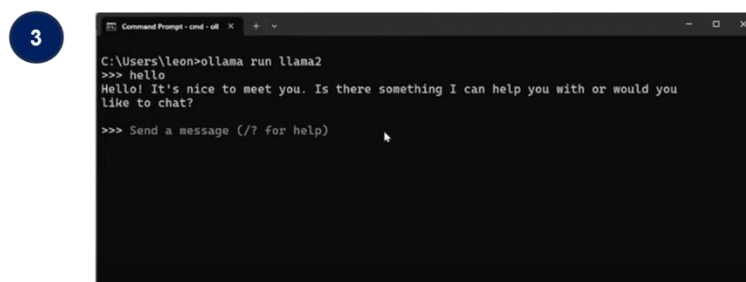 3
Command Prompt - cmd - oll
C:\Users\leon>ollama run llama2
>>> hello
Hello! It's nice to meet you. Is there something I can help you with or would you
like to chat?
>>> Send a message (/? for help)